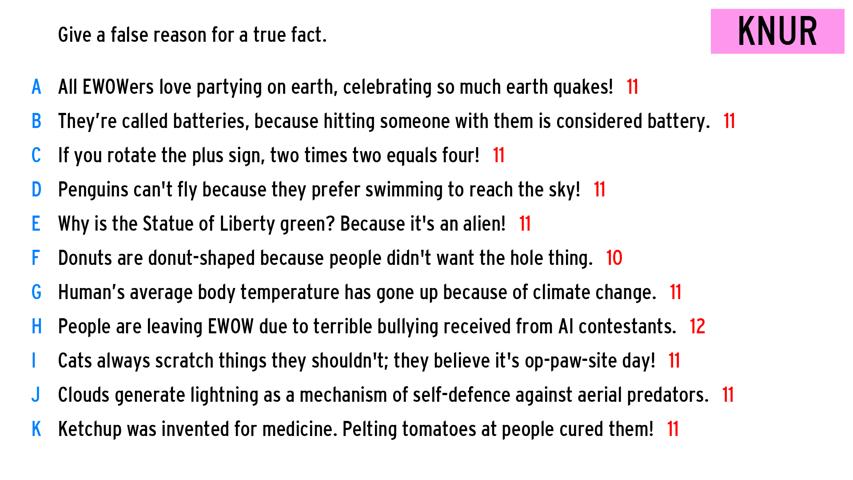 Give a false reason for a true fact.
KNUR
A All EWOWers love partying on earth, celebrating so much earth quakes! 11
B They're called batteries, because hitting someone with them is considered battery. 11
C If you rotate the plus sign, two times two equals four! 11
D Penguins can't fly because they prefer swimming to reach the sky! 11
E Why is the Statue of Liberty green? Because it's an alien! 11
F Donuts are donut-shaped because people didn't want the hole thing. 10
G Human's average body temperature has gone up because of climate change. 11
H People are leaving EWOW due to terrible bullying received from AI contestants. 12
I Cats always scratch things they shouldn't; they believe it's op-paw-site day! 11
J Clouds generate lightning as a mechanism of self-defence against aerial predators. 11
K Ketchup was invented for medicine. Pelting tomatoes at people cured them! 11